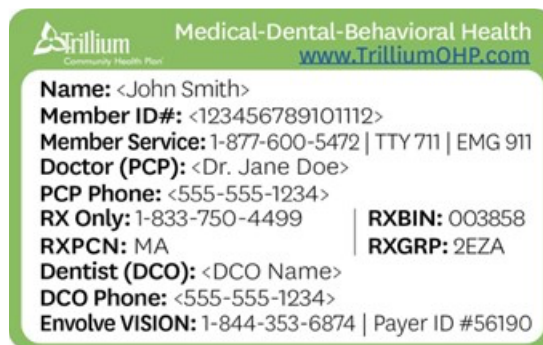 Trillium
Community Health Plan
Medical-Dental-Behavioral Health
www.TrilliumOHP.com
Name: <John Smith>
Member ID#: <123456789101112>
Member Service: 1-877-600-5472 | TTY 711 | EMG 911
Doctor (PCP): <Dr. Jane Doe>
PCP Phone: <555-555-1234>
RX Only: 1-833-750-4499 | RXBIN: 003858
RXPCN: MA | RXGRP: 2EZA
Dentist (DCO): <DCO Name>
DCO Phone: <555-555-1234>
Envolve VISION: 1-844-353-6874 | Payer ID #56190